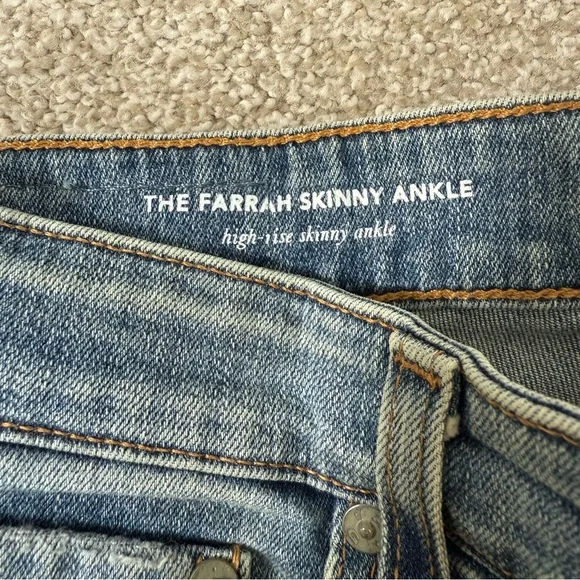 THE FARRAH SKINNY ANKLE
high-rise skinny ankle